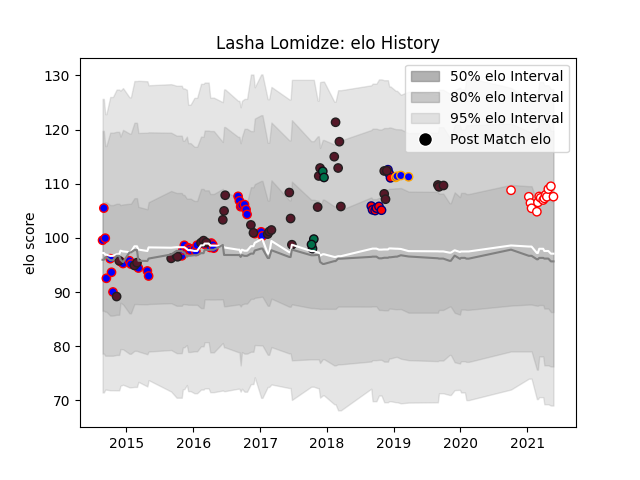 Lasha Lomidze: elo History
50% elo Interval
80% elo Interval
95% elo Interval
Post Match elo
elo score
130
120
110
100
90
80
70
2015
2016
2017
2018
2019
2020
2021